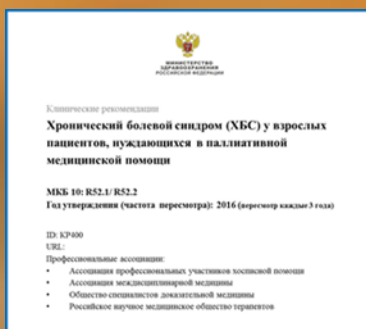 МИНИСТЕРСТВО
ЗДРАВООХРАНЕНИЯ
РОССИЙСКОЙ ФЕДЕРАЦИИ
Клинические рекомендации
Хронический болевой синдром (ХБС) у взрослых
пациентов, нуждающихся в паллиативной
медицинской помощи
МКБ 10: R52.1/ R52.2
Год утверждения (частота пересмотра): 2016 (пересмотр каждые 3 года)
ID: КР400
URL:
Профессиональные ассоциации:
• Ассоциация профессиональных участников хосписной помощи
• Ассоциация междисциплинарной медицины
• Общество специалистов доказательной медицины
• Российское научное медицинское общество терапевтов